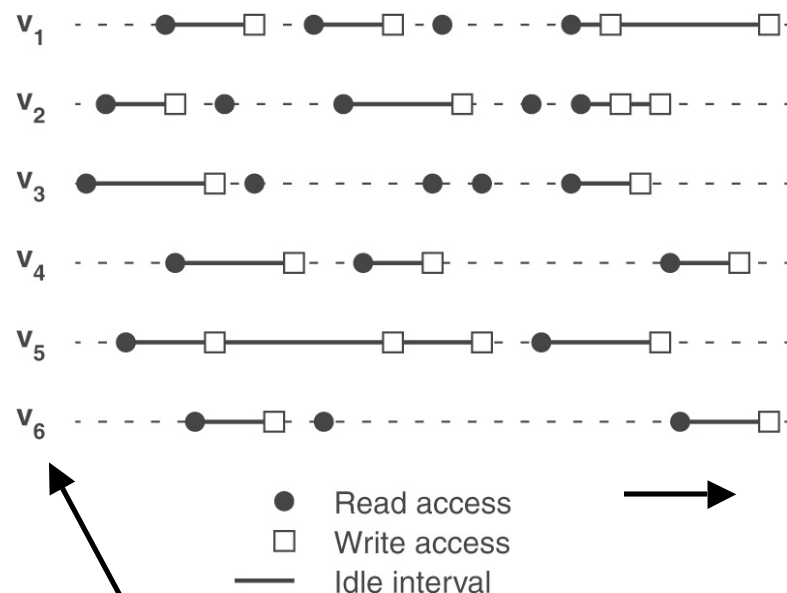 v1
v2
v3
v4
v5
v6
Read access
Write access
Idle interval